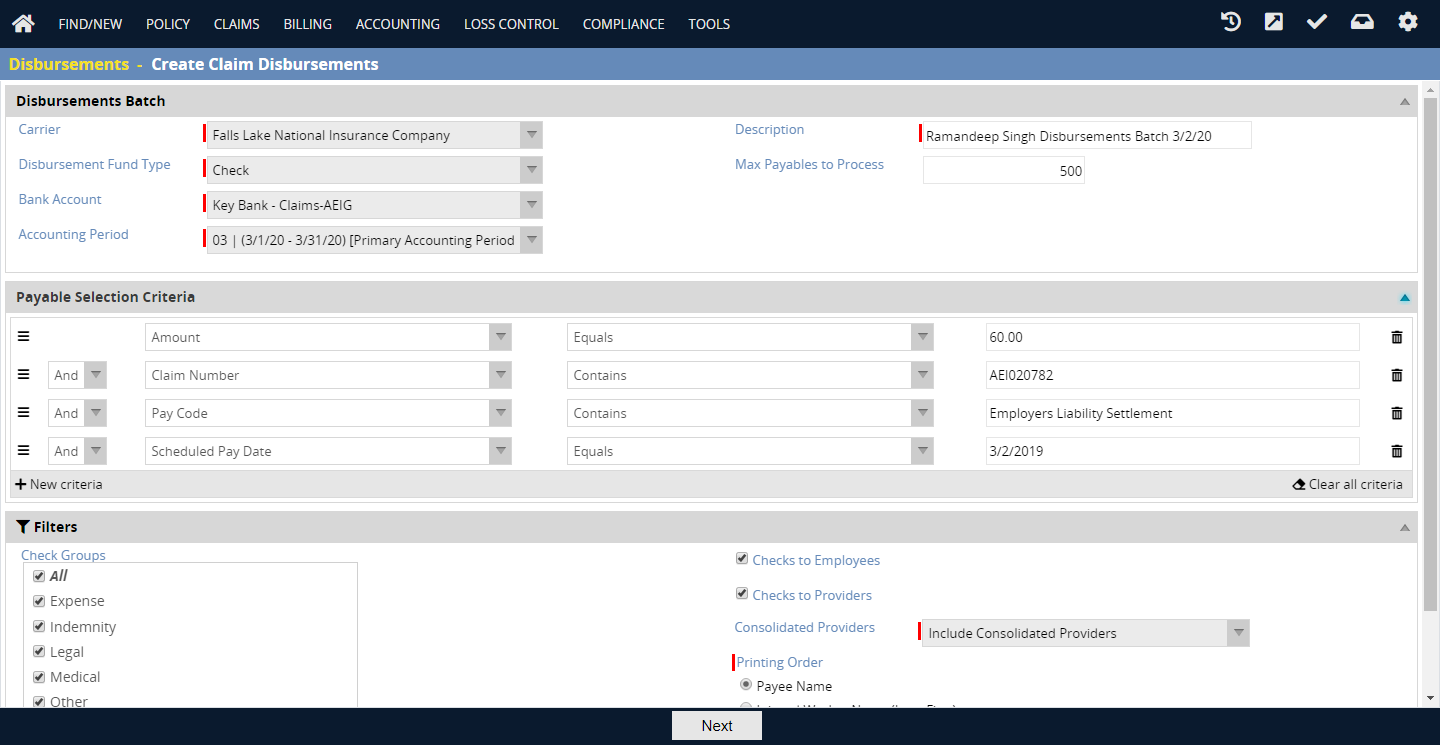 FIND/NEW POLICY CLAIMS BILLING ACCOUNTING LOSS CONTROL COMPLIANCE TOOLS
Disbursements - Create Claim Disbursements
Disbursements Batch
Carrier Falls Lake National Insurance Company Description Ramandeep Singh Disbursements Batch 3/2/20
Disbursement Fund Type Check Max Payables to Process 500
Bank Account Key Bank - Claims-AEIG
Accounting Period 03 | (3/1/20 - 3/31/20) [Primary Accounting Period
Payable Selection Criteria
Amount Equals 60.00
And Claim Number Contains AEI020782
And Pay Code Contains Employers Liability Settlement
And Scheduled Pay Date Equals 3/2/2019
New criteria Clear all criteria
Filters
Check Groups
All Checks to Employees
Expense Checks to Providers
Indemnity Consolidated Providers Include Consolidated Providers
Legal Printing Order
Medical Payee Name
Other
Next